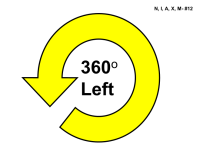 N, I, A, X, M- 812
360°
Left